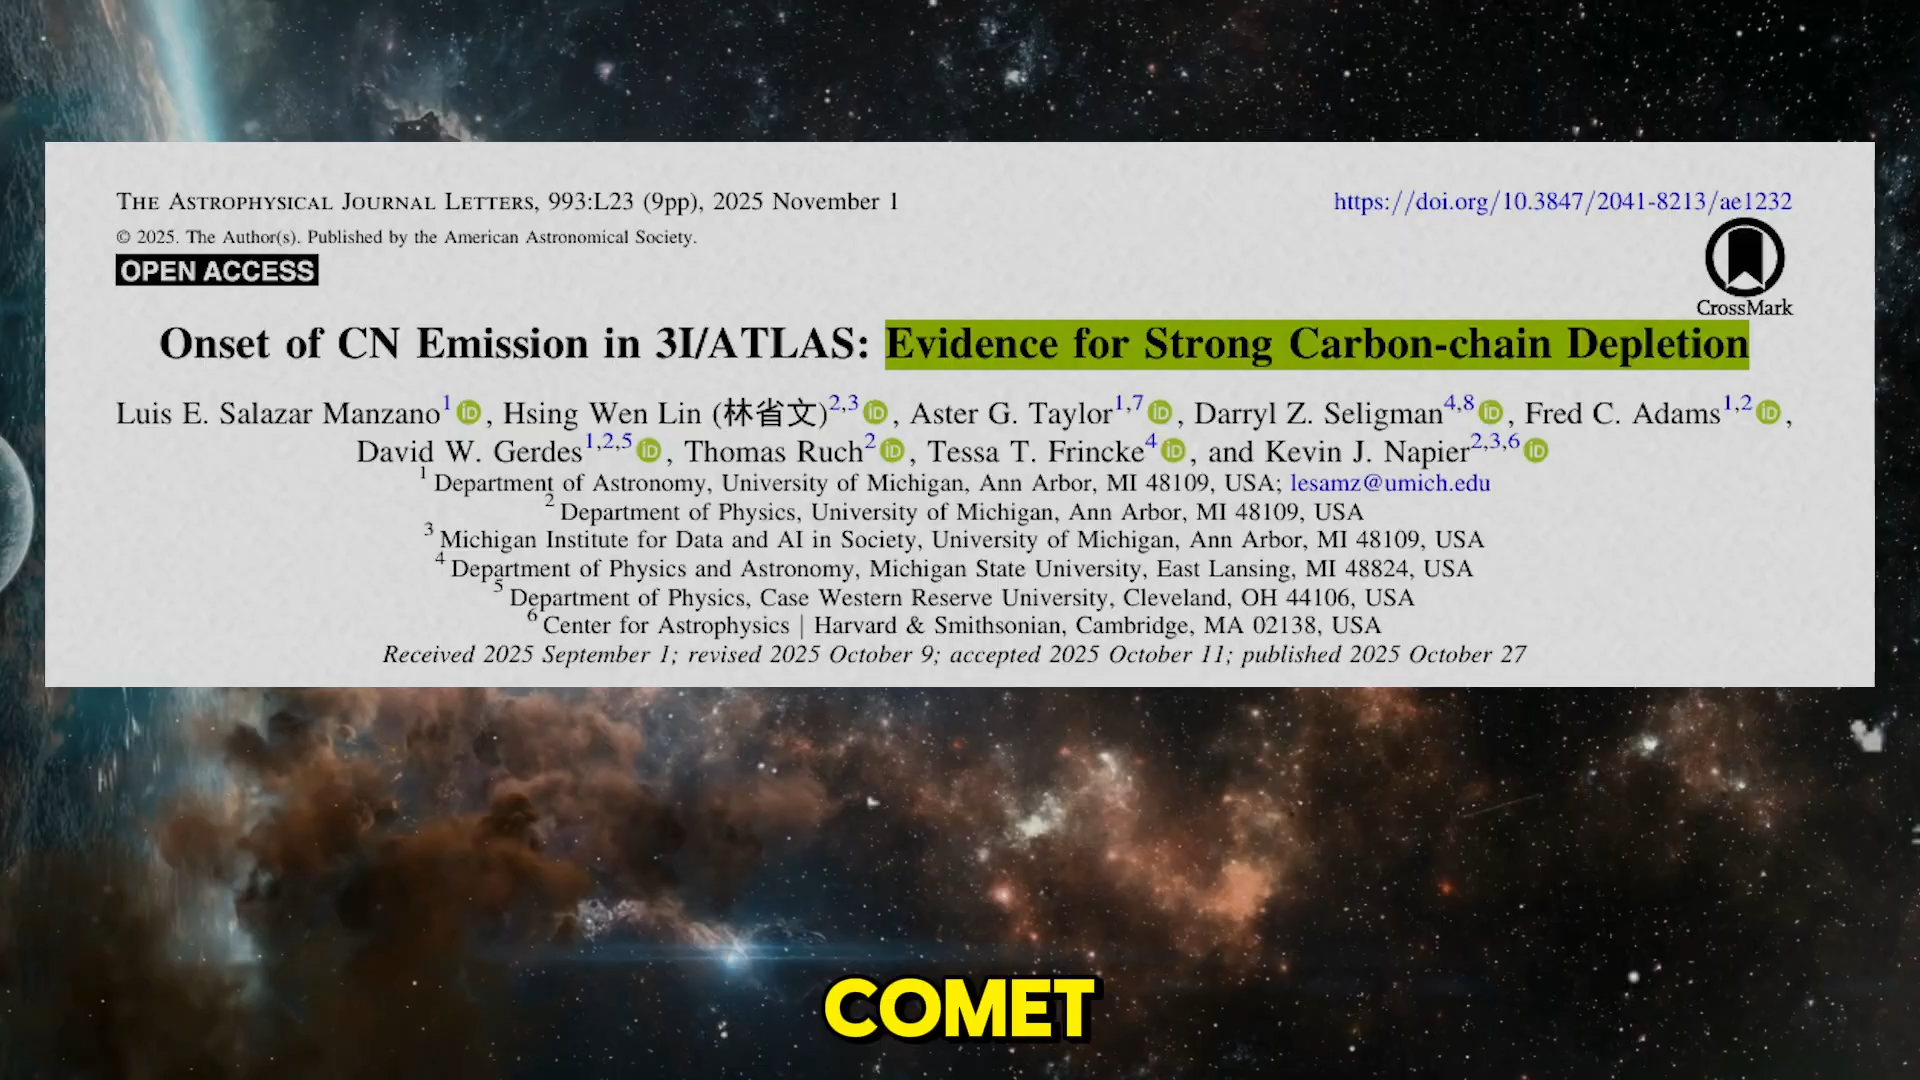 The Astrophysical Journal Letters, 993:L23 (9pp), 2025 November 1
https://doi.org/10.3847/2041-8213/ae1232
© 2025. The Author(s). Published by the American Astronomical Society.
OPEN ACCESS
CrossMark
Onset of CN Emission in 3I/ATLAS: Evidence for Strong Carbon-chain Depletion
Luis E. Salazar Manzano1 iD, Hsing Wen Lin (林省文)2,3 iD, Aster G. Taylor1,7 iD, Darryl Z. Seligman4,8 iD, Fred C. Adams1,2 iD,
David W. Gerdes1,2,5 iD, Thomas Ruch2 iD, Tessa T. Frincke4 iD, and Kevin J. Napier2,3,6 iD
1 Department of Astronomy, University of Michigan, Ann Arbor, MI 48109, USA; lesamz@umich.edu
2 Department of Physics, University of Michigan, Ann Arbor, MI 48109, USA
3 Michigan Institute for Data and AI in Society, University of Michigan, Ann Arbor, MI 48109, USA
4 Department of Physics and Astronomy, Michigan State University, East Lansing, MI 48824, USA
5 Department of Physics, Case Western Reserve University, Cleveland, OH 44106, USA
6 Center for Astrophysics | Harvard & Smithsonian, Cambridge, MA 02138, USA
Received 2025 September 1; revised 2025 October 9; accepted 2025 October 11; published 2025 October 27
COMET